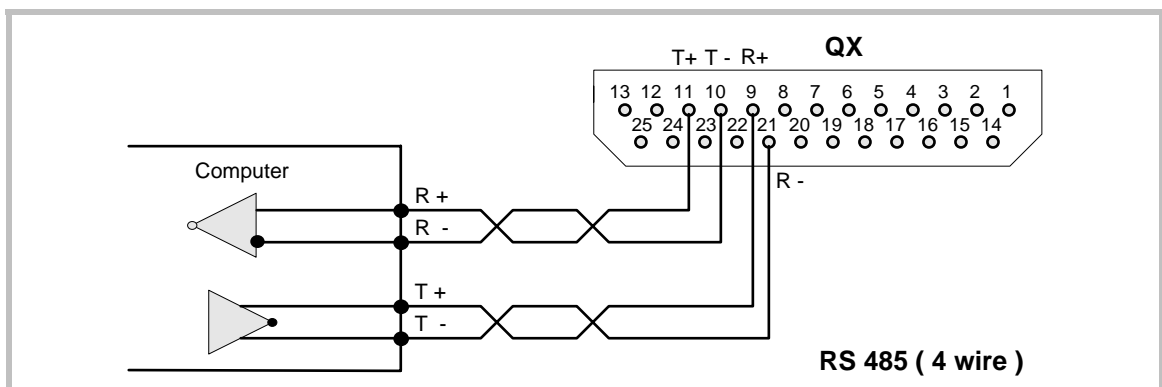 QX
T+ T - R+
13 12 11 10 9 8 7 6 5 4 3 2 1
25 24 23 22 21 20 19 18 17 16 15 14
R -
Computer
R +
R -
T +
T -
RS 485 ( 4 wire )